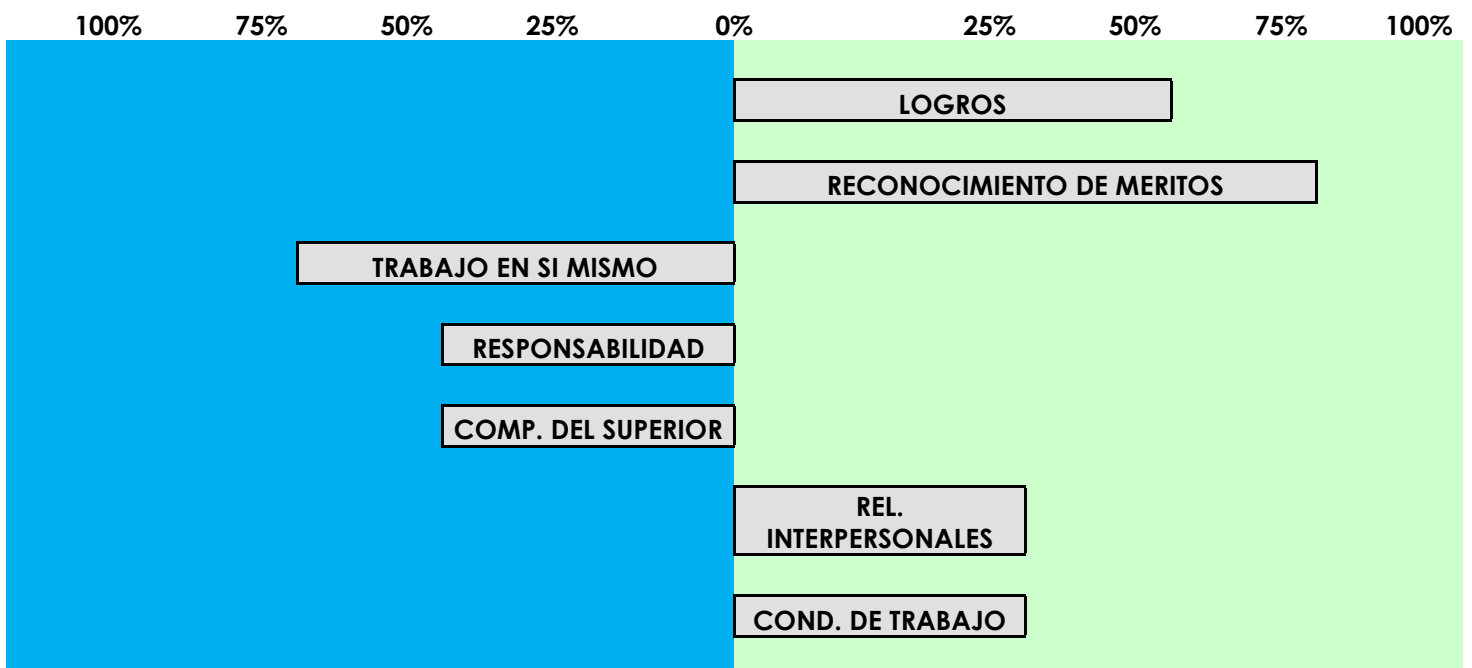 100% 75% 50% 25% 0% 25% 50% 75% 100%
LOGROS
RECONOCIMIENTO DE MERITOS
TRABAJO EN SI MISMO
RESPONSABILIDAD
COMP. DEL SUPERIOR
REL.
INTERPERSONALES
COND. DE TRABAJO